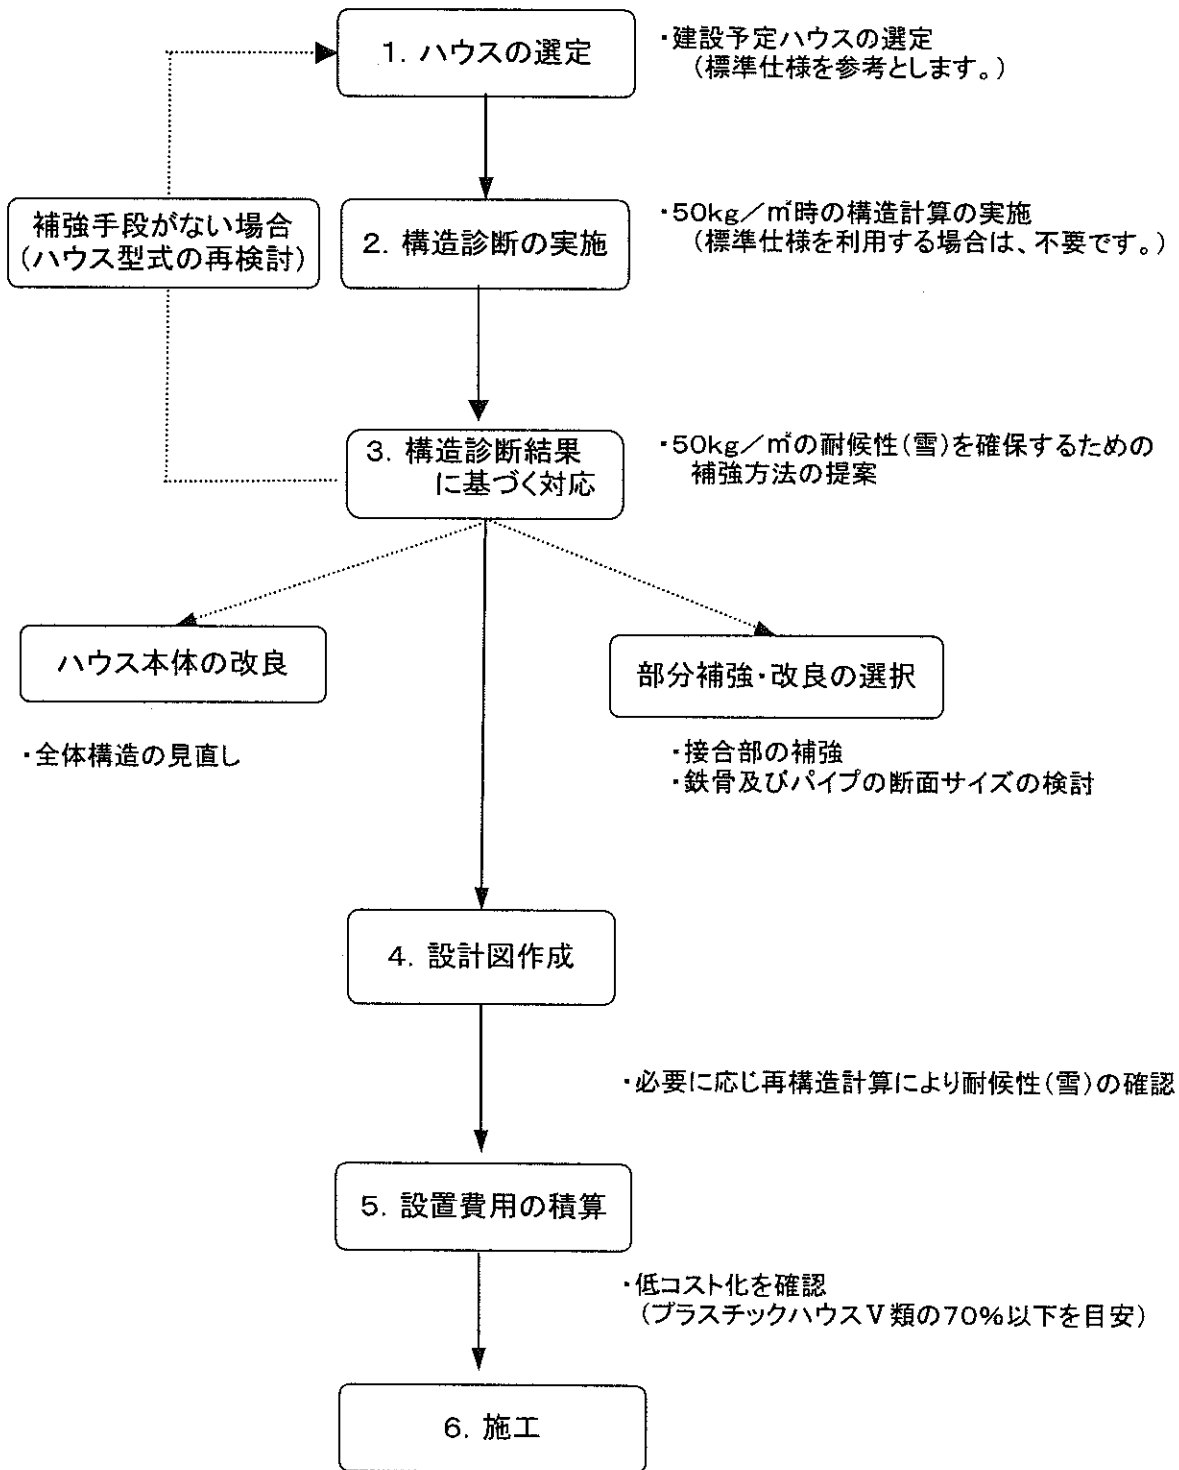 1. ハウスの選定
・建設予定ハウスの選定
（標準仕様を参考とします。）
補強手段がない場合
（ハウス型式の再検討）
2. 構造診断の実施
・50kg／㎡時の構造計算の実施
（標準仕様を利用する場合は、不要です。）
3. 構造診断結果
に基づく対応
・50kg／㎡の耐候性（雪）を確保するための
補強方法の提案
ハウス本体の改良
部分補強・改良の選択
・全体構造の見直し
・接合部の補強
・鉄骨及びパイプの断面サイズの検討
4. 設計図作成
・必要に応じ再構造計算により耐候性（雪）の確認
5. 設置費用の積算
・低コスト化を確認
（プラスチックハウスⅤ類の70%以下を目安）
6. 施工